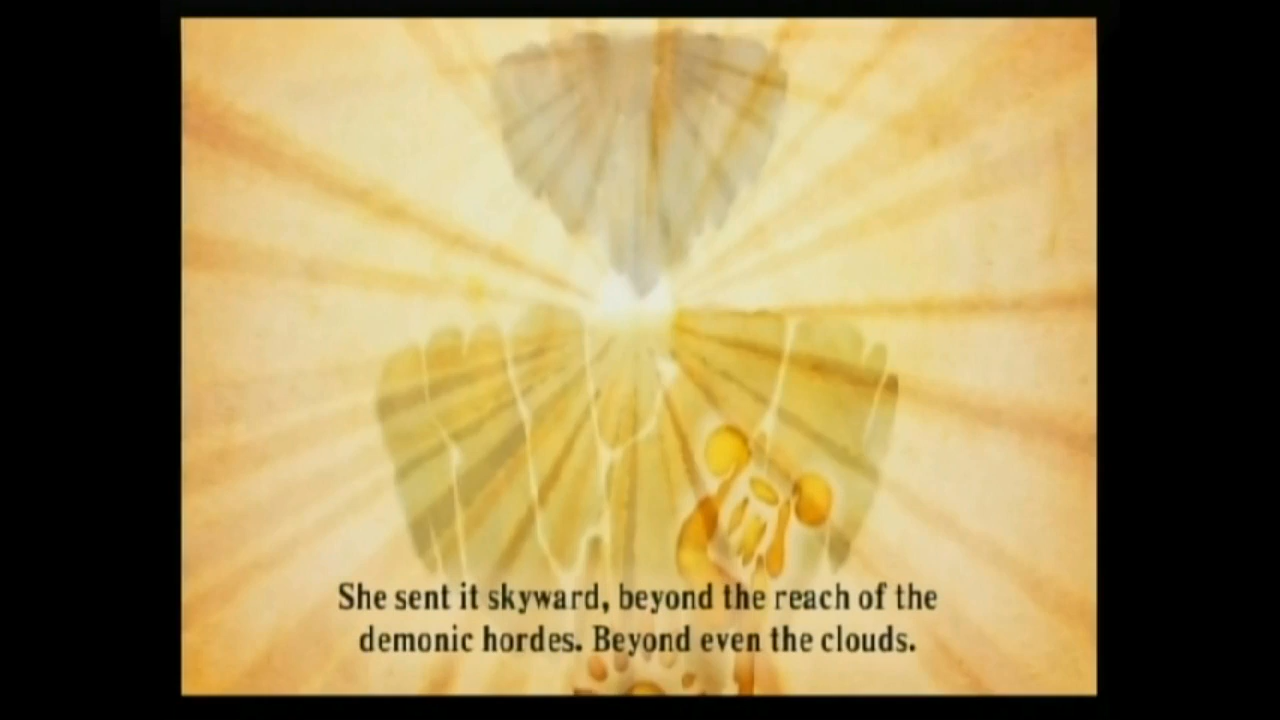 She sent it skyward, beyond the reach of the
demonic hordes. Beyond even the clouds.